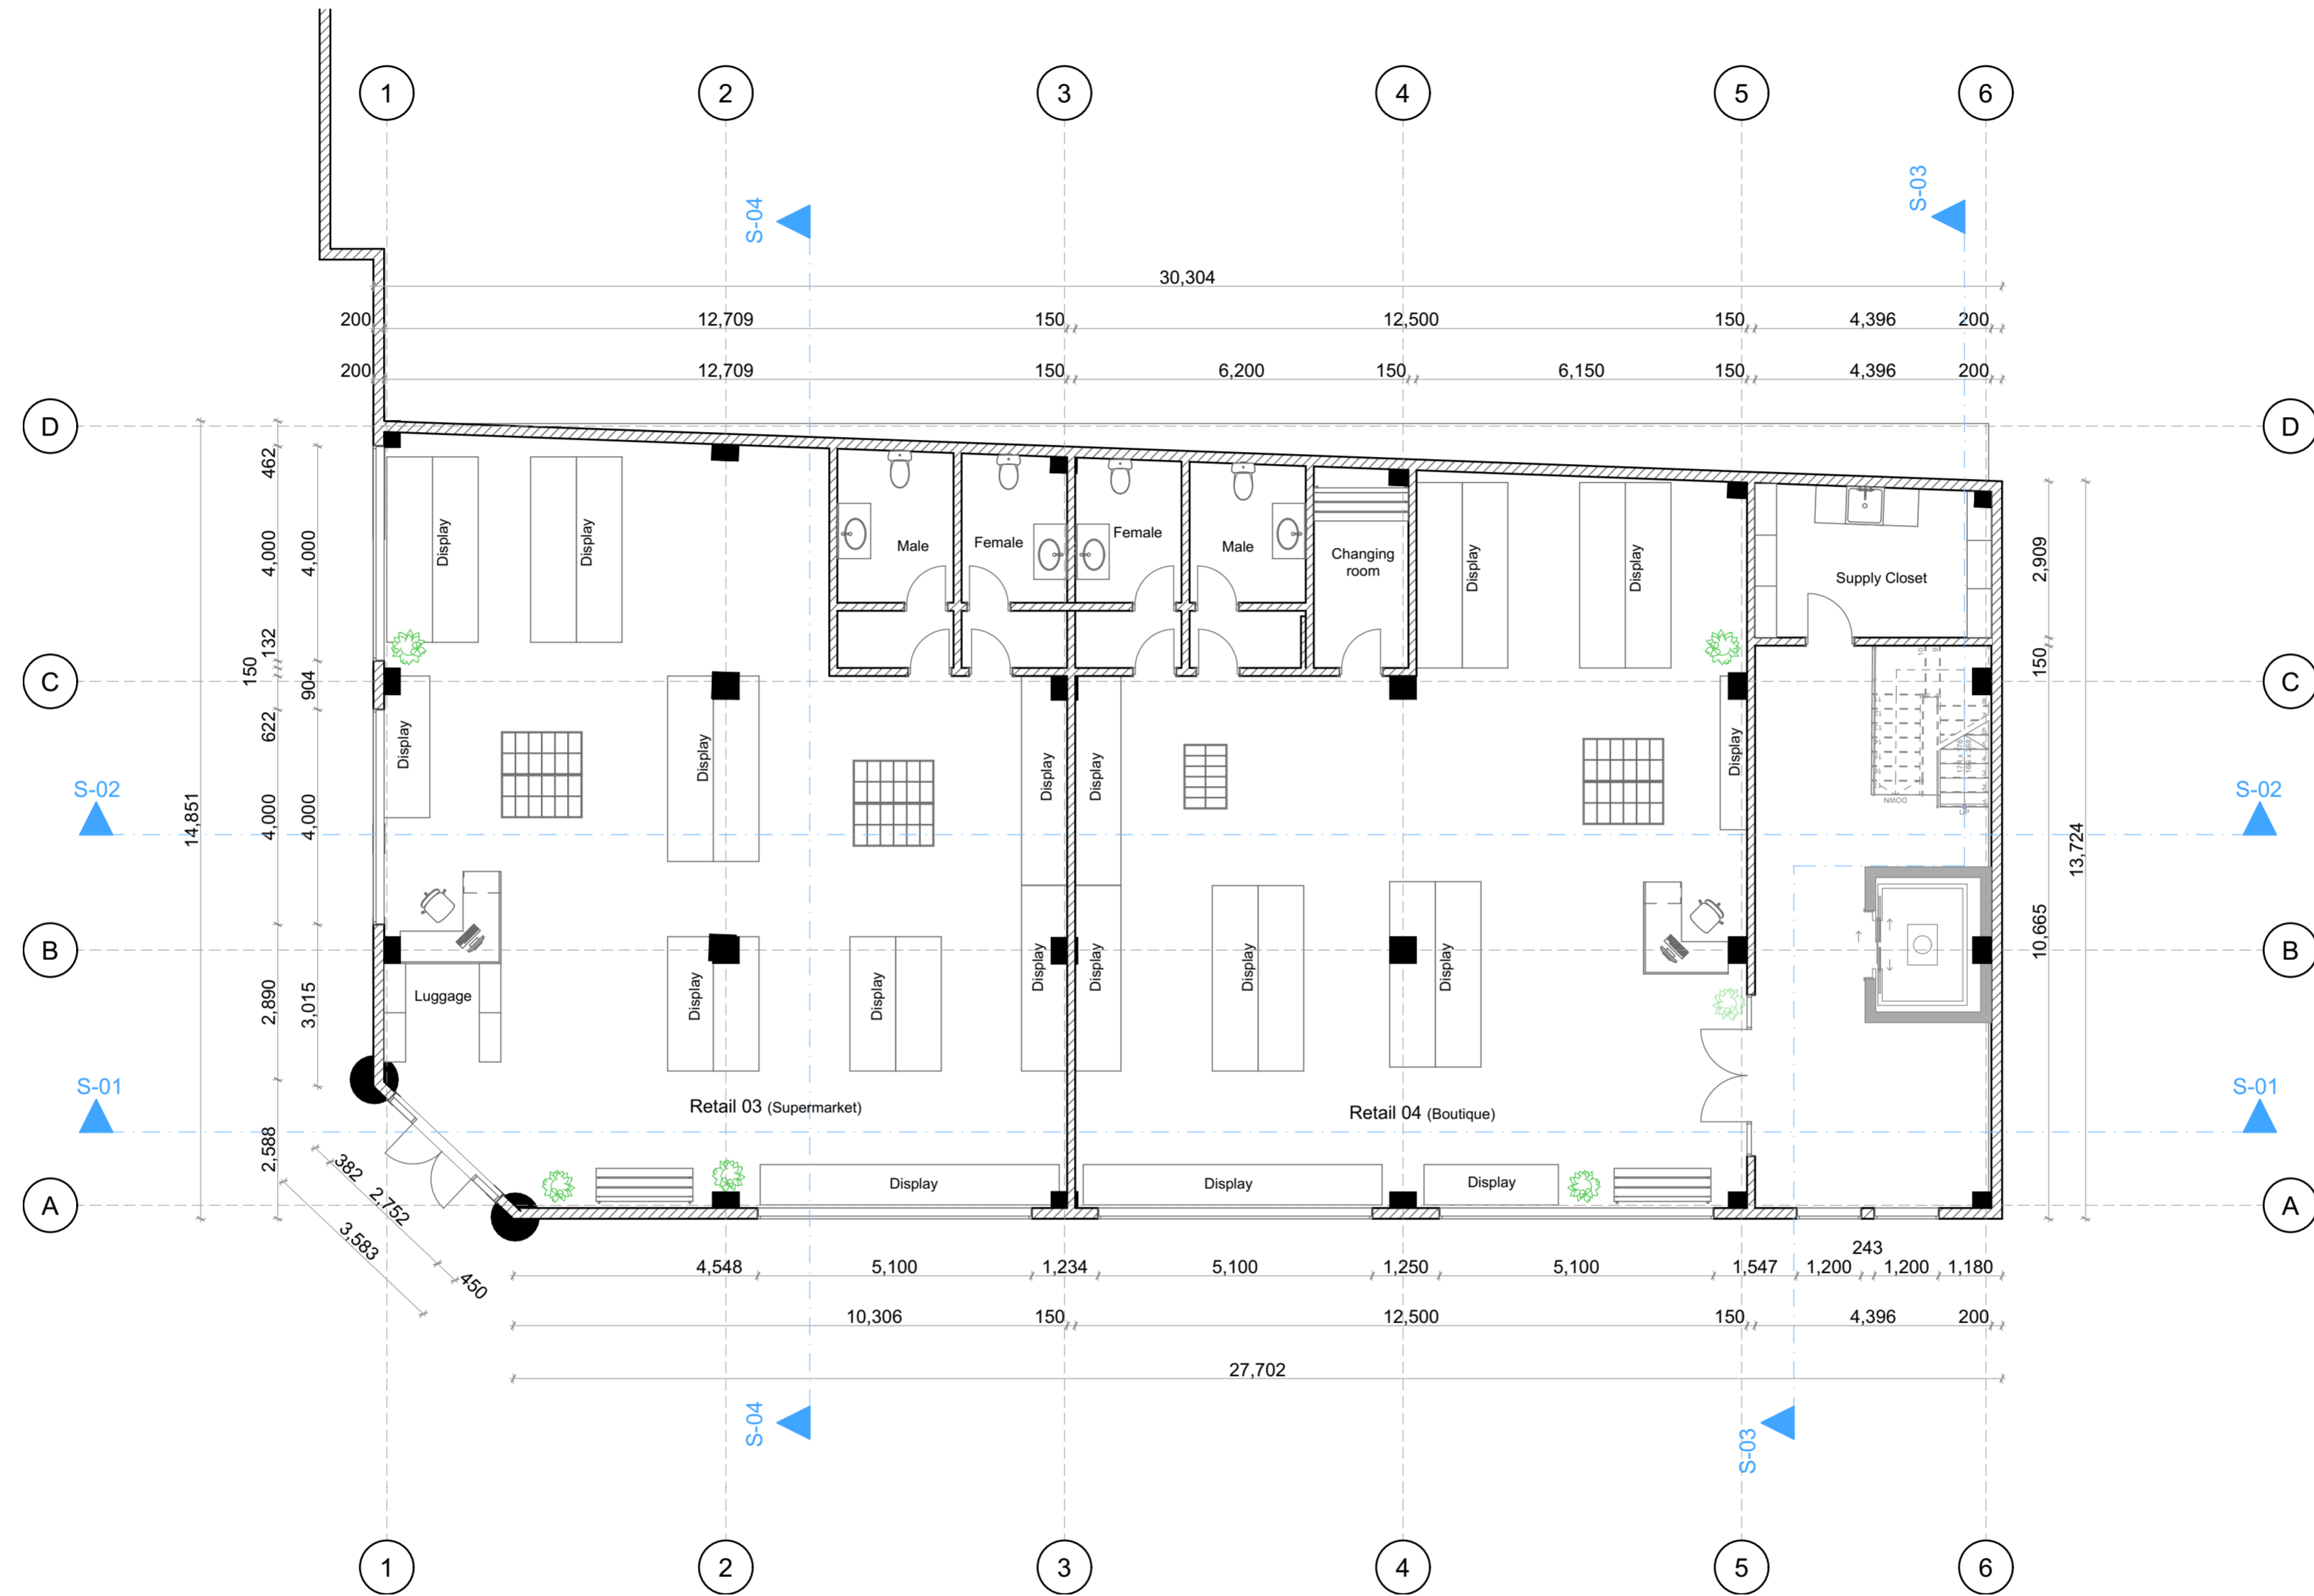 1
2
3
4
5
6
S-04
S-03
30,304
200
12,709
150
12,500
150
4,396
200
200
12,709
150
6,200
150
6,150
150
4,396
200
D
D
462
4,000
4,000
132
150
904
622
4,000
4,000
14,851
2,890
3,015
2,588
2,909
150
13,724
10,665
Display
Display
Male
Female
Female
Male
Changing
room
Display
Display
Supply Closet
C
C
Display
Display
Display
Display
Display
DOWN
S-02
S-02
B
B
Luggage
Display
Display
Display
Display
Display
Display
S-01
S-01
Retail 03 (Supermarket)
Retail 04 (Boutique)
A
A
Display
Display
Display
382
2,752
3,583
450
243
4,548
5,100
1,234
5,100
1,250
5,100
1,547
1,200
1,200
1,180
10,306
150
12,500
150
4,396
200
27,702
S-04
S-03
1
2
3
4
5
6